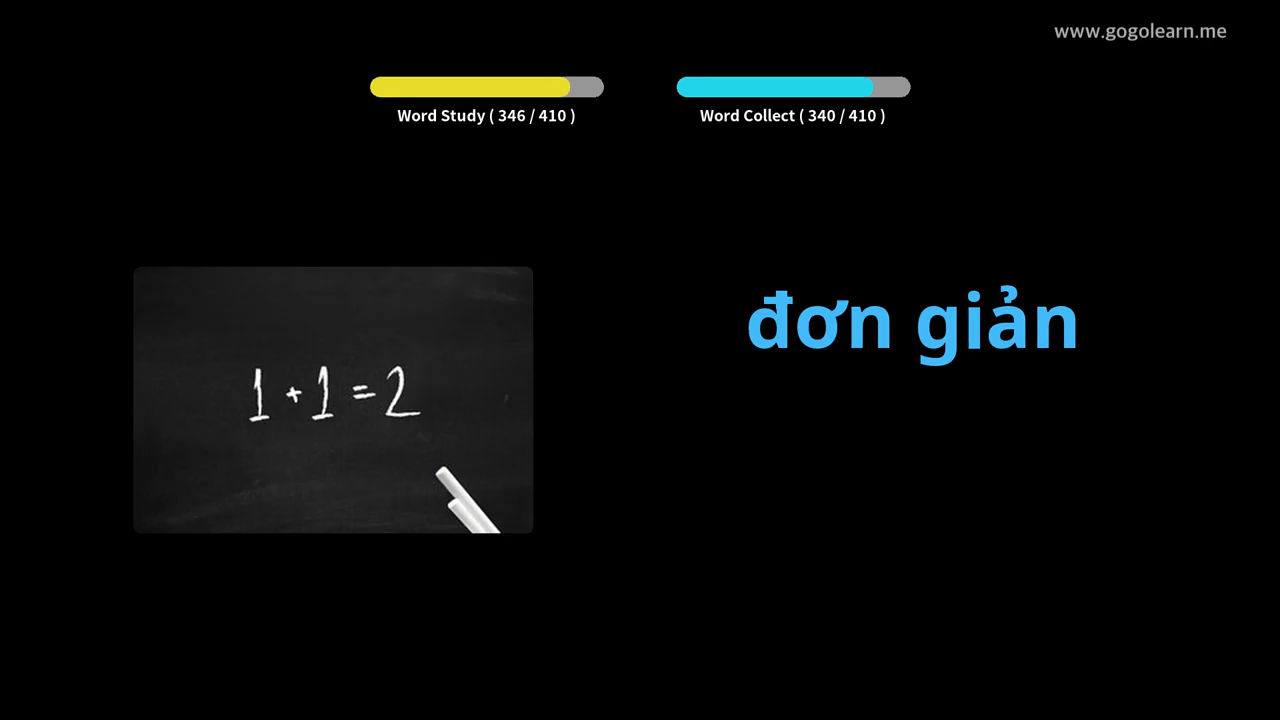 www.gogolearn.me
Word Study ( 346 / 410 )
Word Collect ( 340 / 410 )
đơn giản
1 + 1 = 2